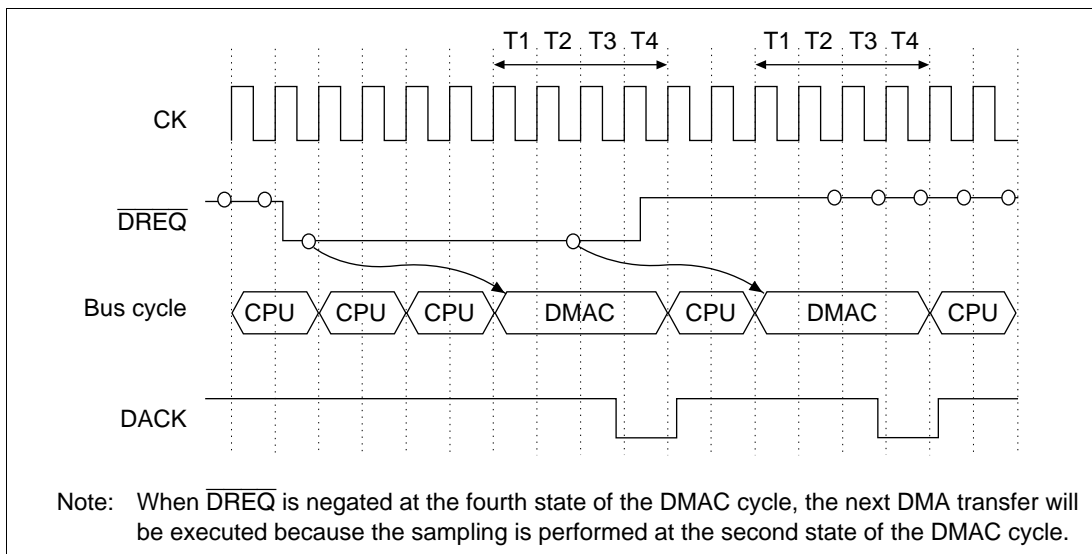 T1 T2 T3 T4 T1 T2 T3 T4
CK
DREQ
Bus cycle CPU CPU CPU DMAC CPU DMAC CPU
DACK
Note: When DREQ is negated at the fourth state of the DMAC cycle, the next DMA transfer will
be executed because the sampling is performed at the second state of the DMAC cycle.